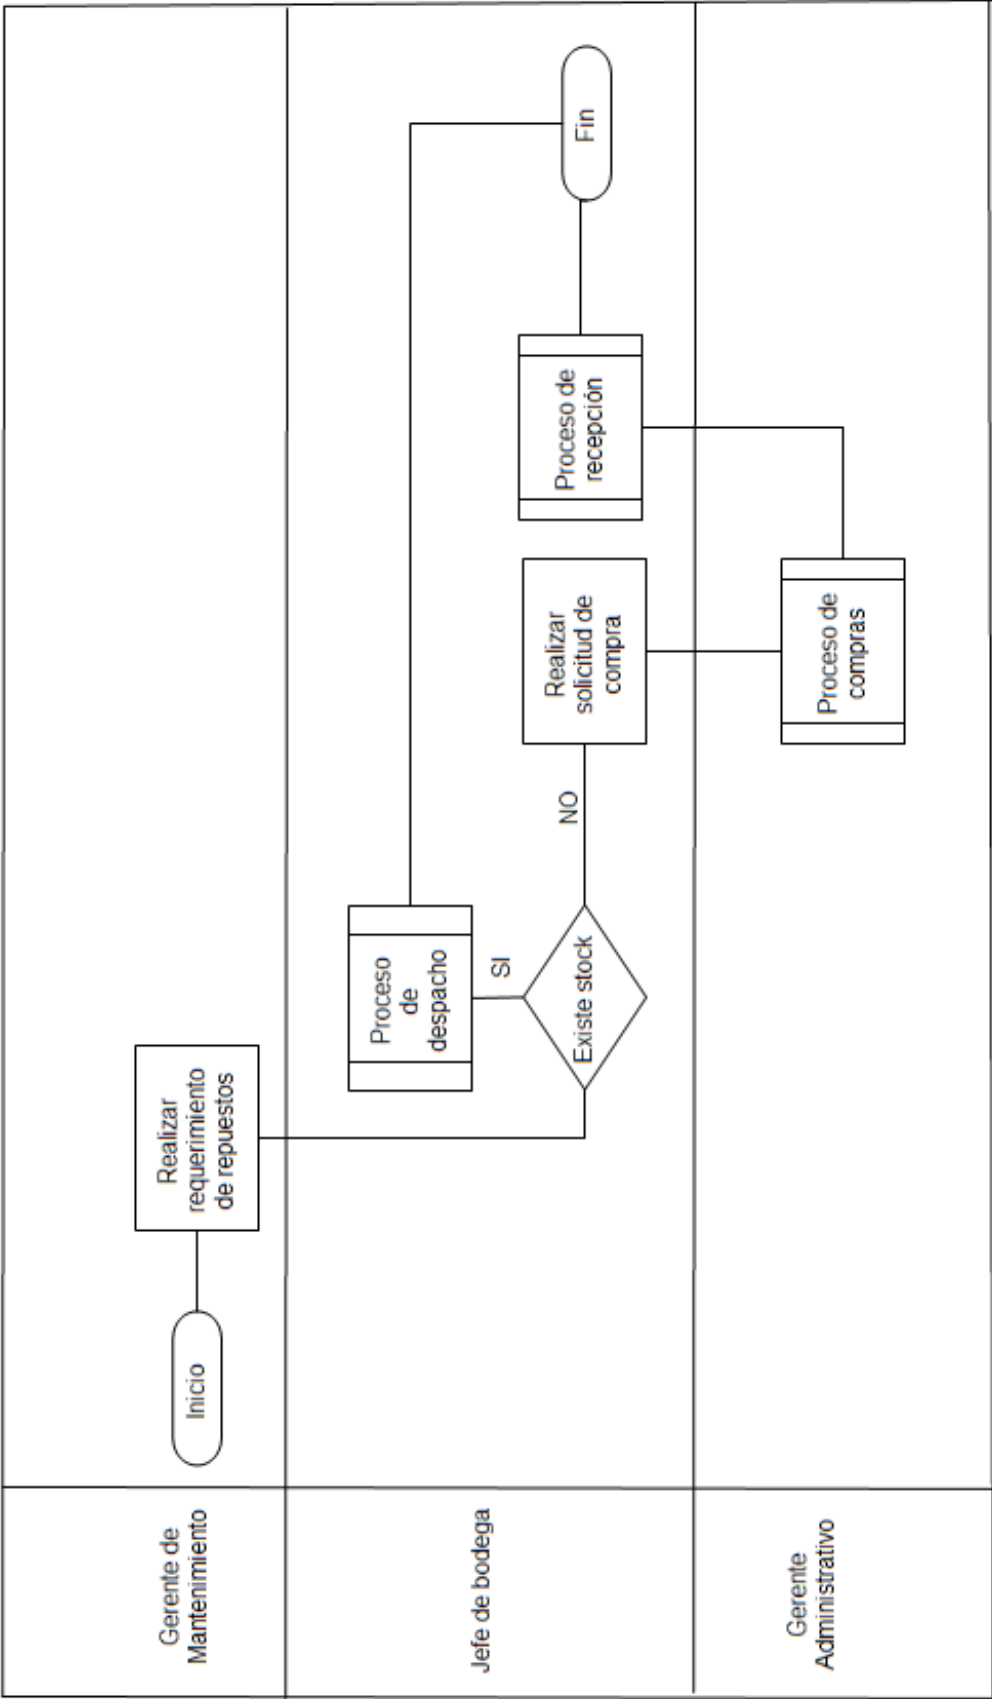 Gerente de
Mantenimiento
Inicio
Realizar
requerimiento
de repuestos
Jefe de bodega
Existe stock
SI
Proceso
de
despacho
NO
Realizar
solicitud de
compra
Proceso de
recepción
Fin
Gerente
Administrativo
Proceso de
compras